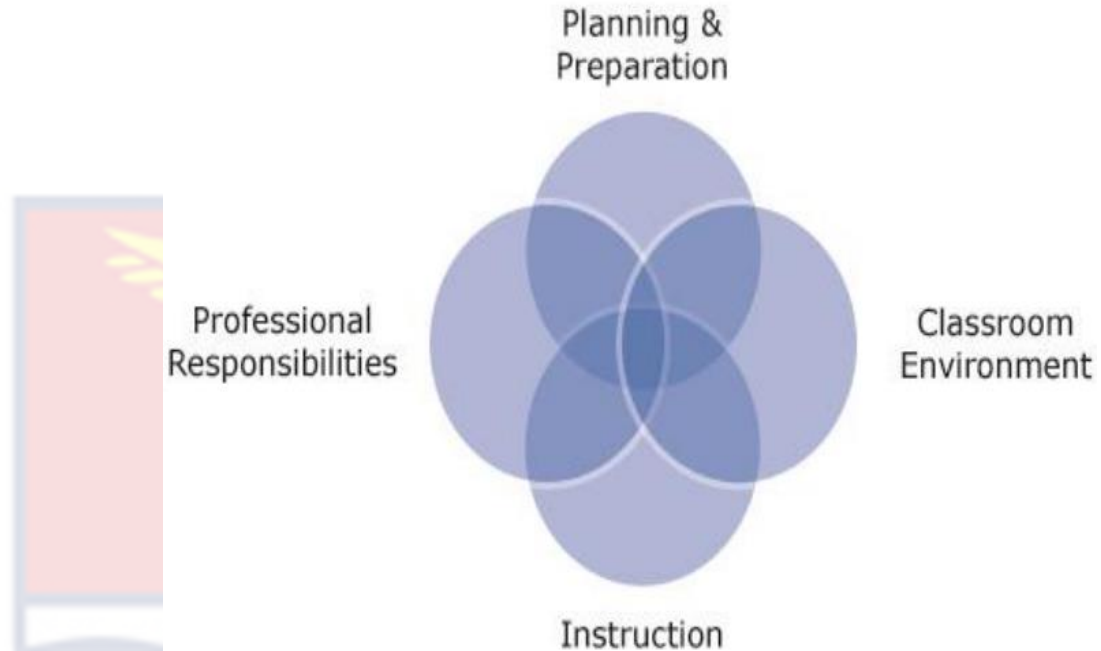 Planning &
Preparation
Professional
Responsibilities
Classroom
Environment
Instruction